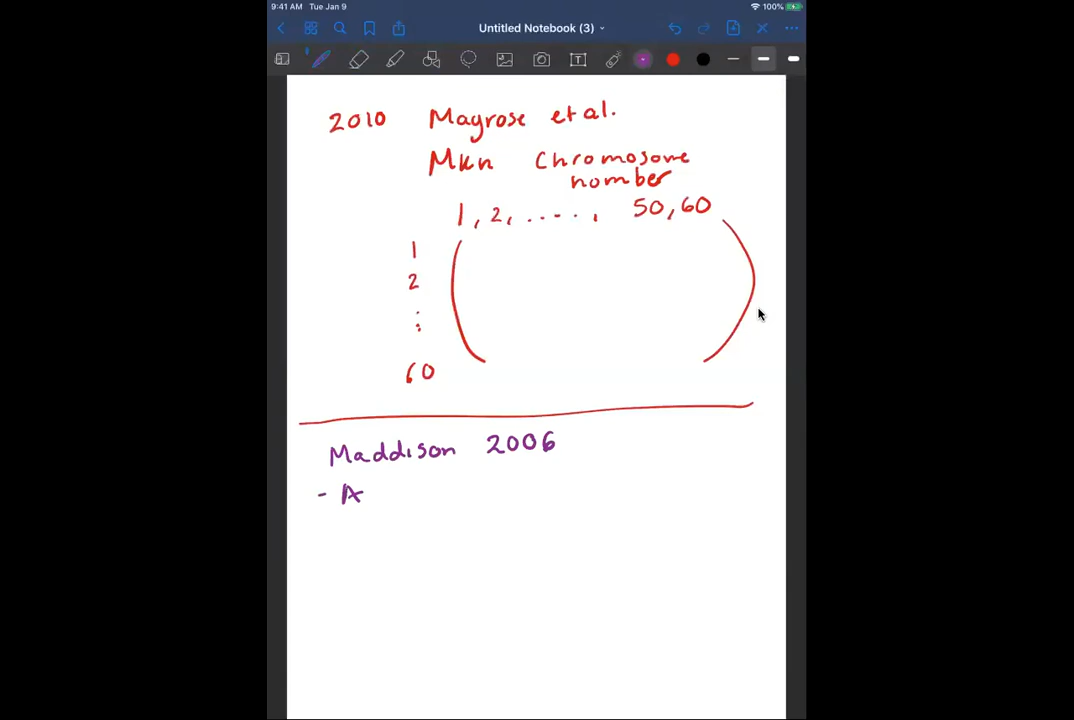 9:41 AM Tue Jan 9 100%
Untitled Notebook (3)
2010 Mayrose et al.
Mkn Chromosome
nomber
1, 2, ....., 50, 60
1
2
⋮
60
Maddison 2006
- A